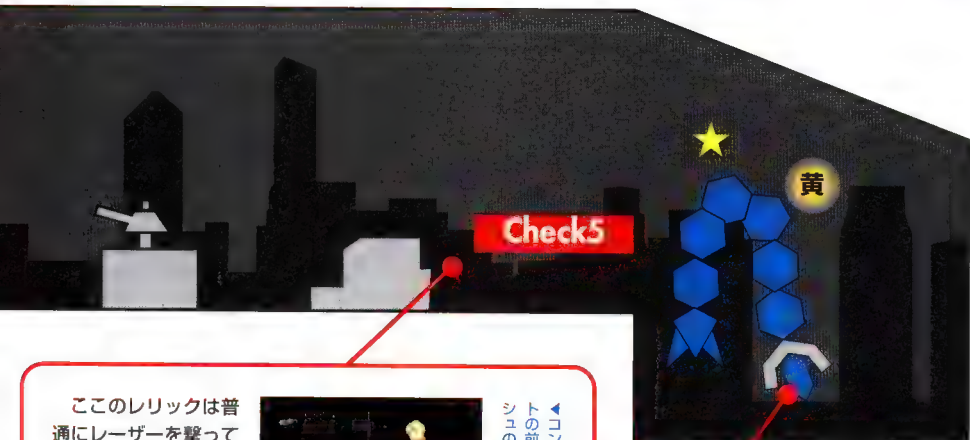 黄
Check5
ここのレリックは普
通にレーザーを撃って
◀コン
トの前
シュの